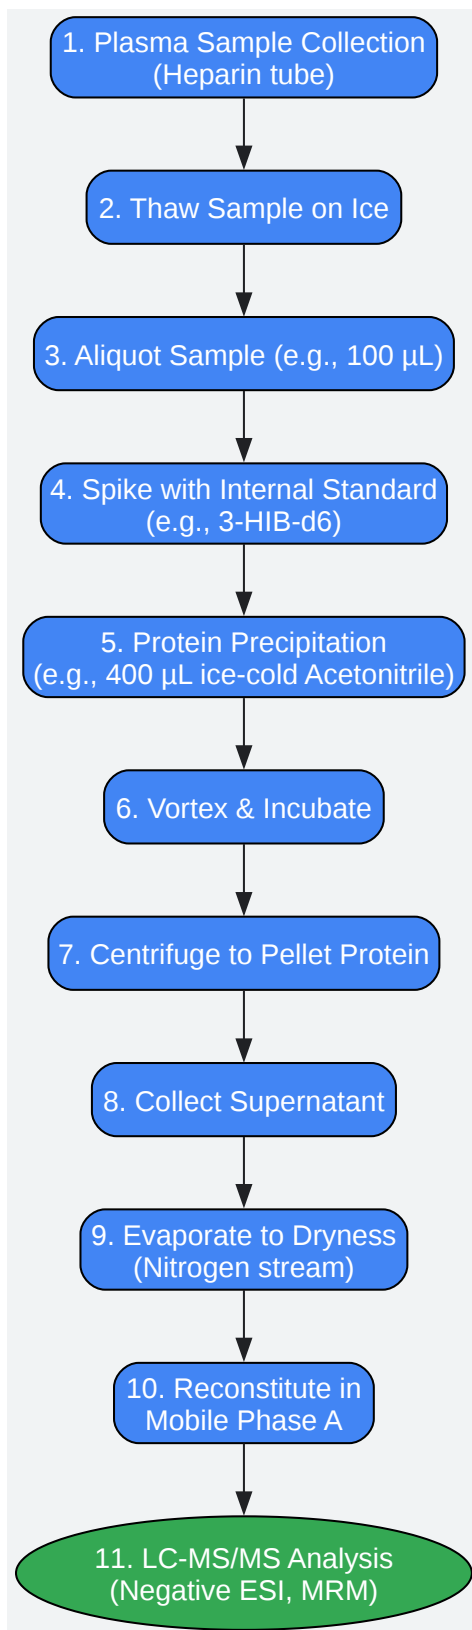 1. Plasma Sample Collection
(Heparin tube)
2. Thaw Sample on Ice
3. Aliquot Sample (e.g., 100 µL)
4. Spike with Internal Standard
(e.g., 3-HIB-d6)
5. Protein Precipitation
(e.g., 400 µL ice-cold Acetonitrile)
6. Vortex & Incubate
7. Centrifuge to Pellet Protein
8. Collect Supernatant
9. Evaporate to Dryness
(Nitrogen stream)
10. Reconstitute in
Mobile Phase A
11. LC-MS/MS Analysis
(Negative ESI, MRM)